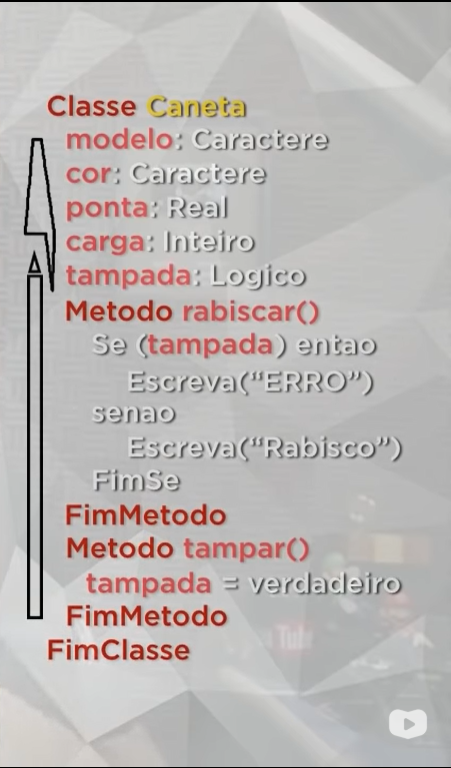 Classe Caneta
modelo: Caractere
cor: Caractere
ponta: Real
carga: Inteiro
tampada: Logico
Metodo rabiscar()
Se (tampada) entao
Escreva(“ERRO”)
senao
Escreva(“Rabisco”)
FimSe
FimMetodo
Metodo tampar()
tampada = verdadeiro
FimMetodo
FimClasse